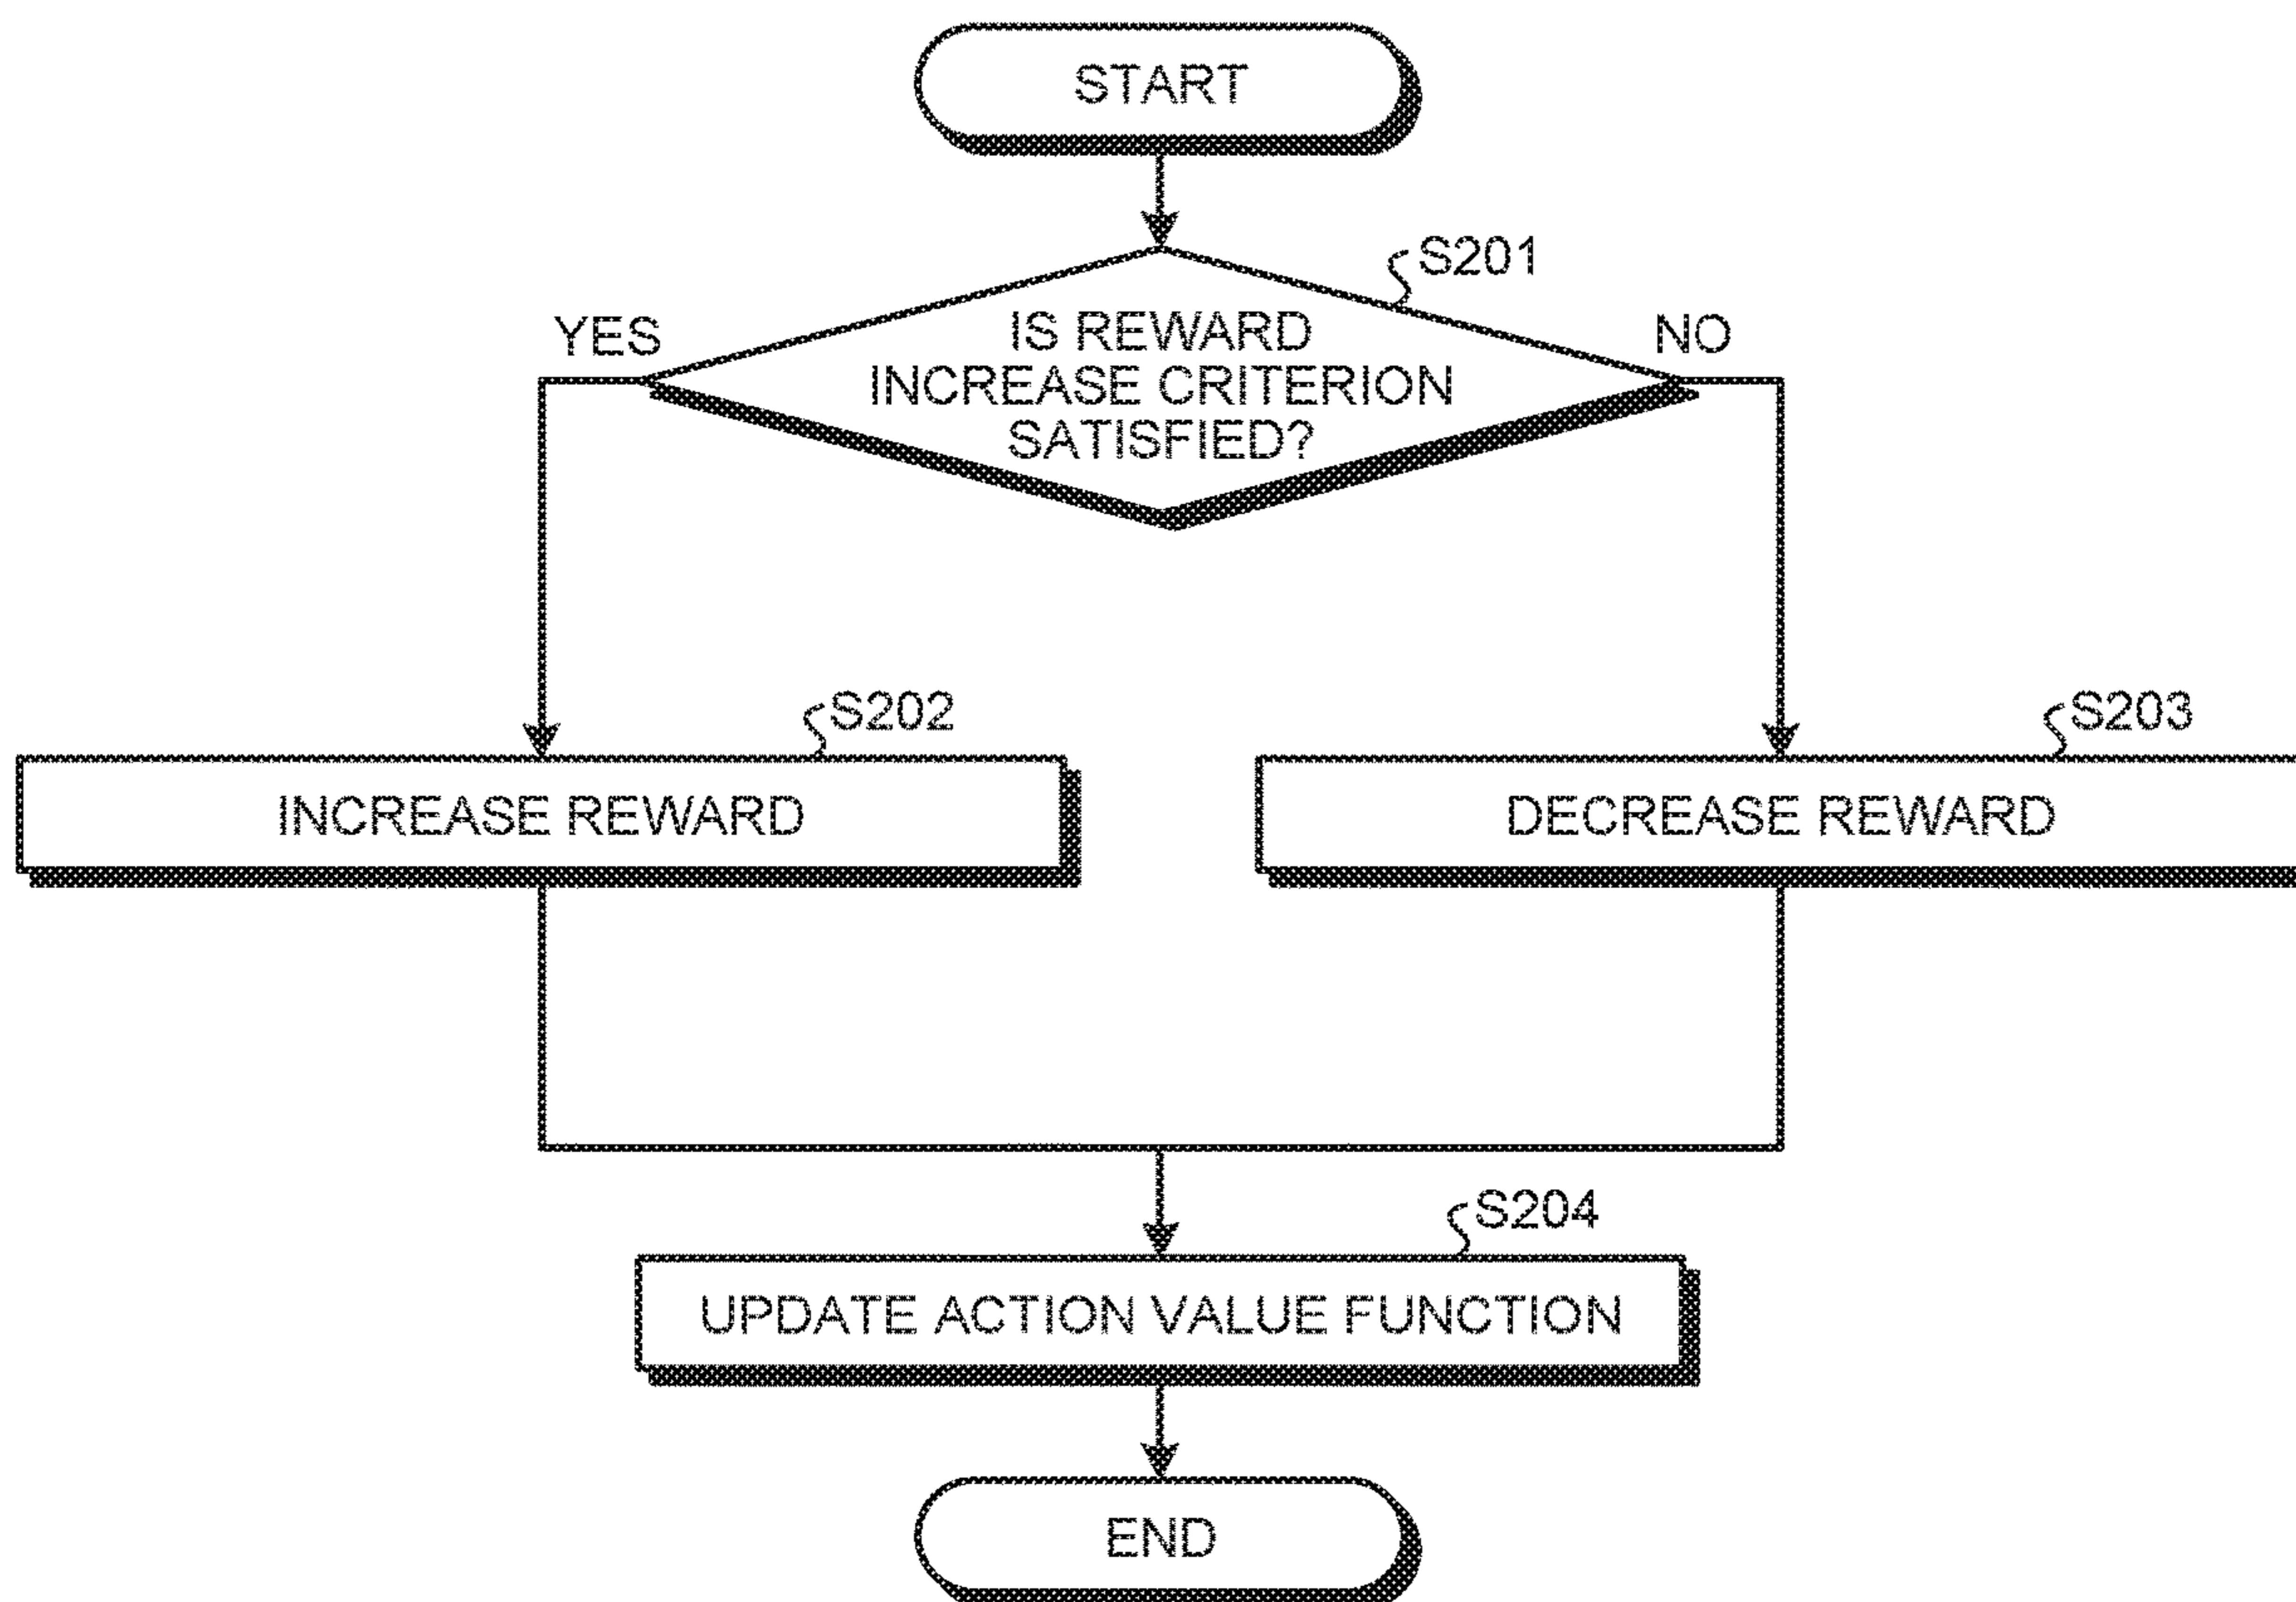 START
S201
YES
NO
IS REWARD
INCREASE CRITERION
SATISFIED?
S202
S203
INCREASE REWARD
DECREASE REWARD
S204
UPDATE ACTION VALUE FUNCTION
END